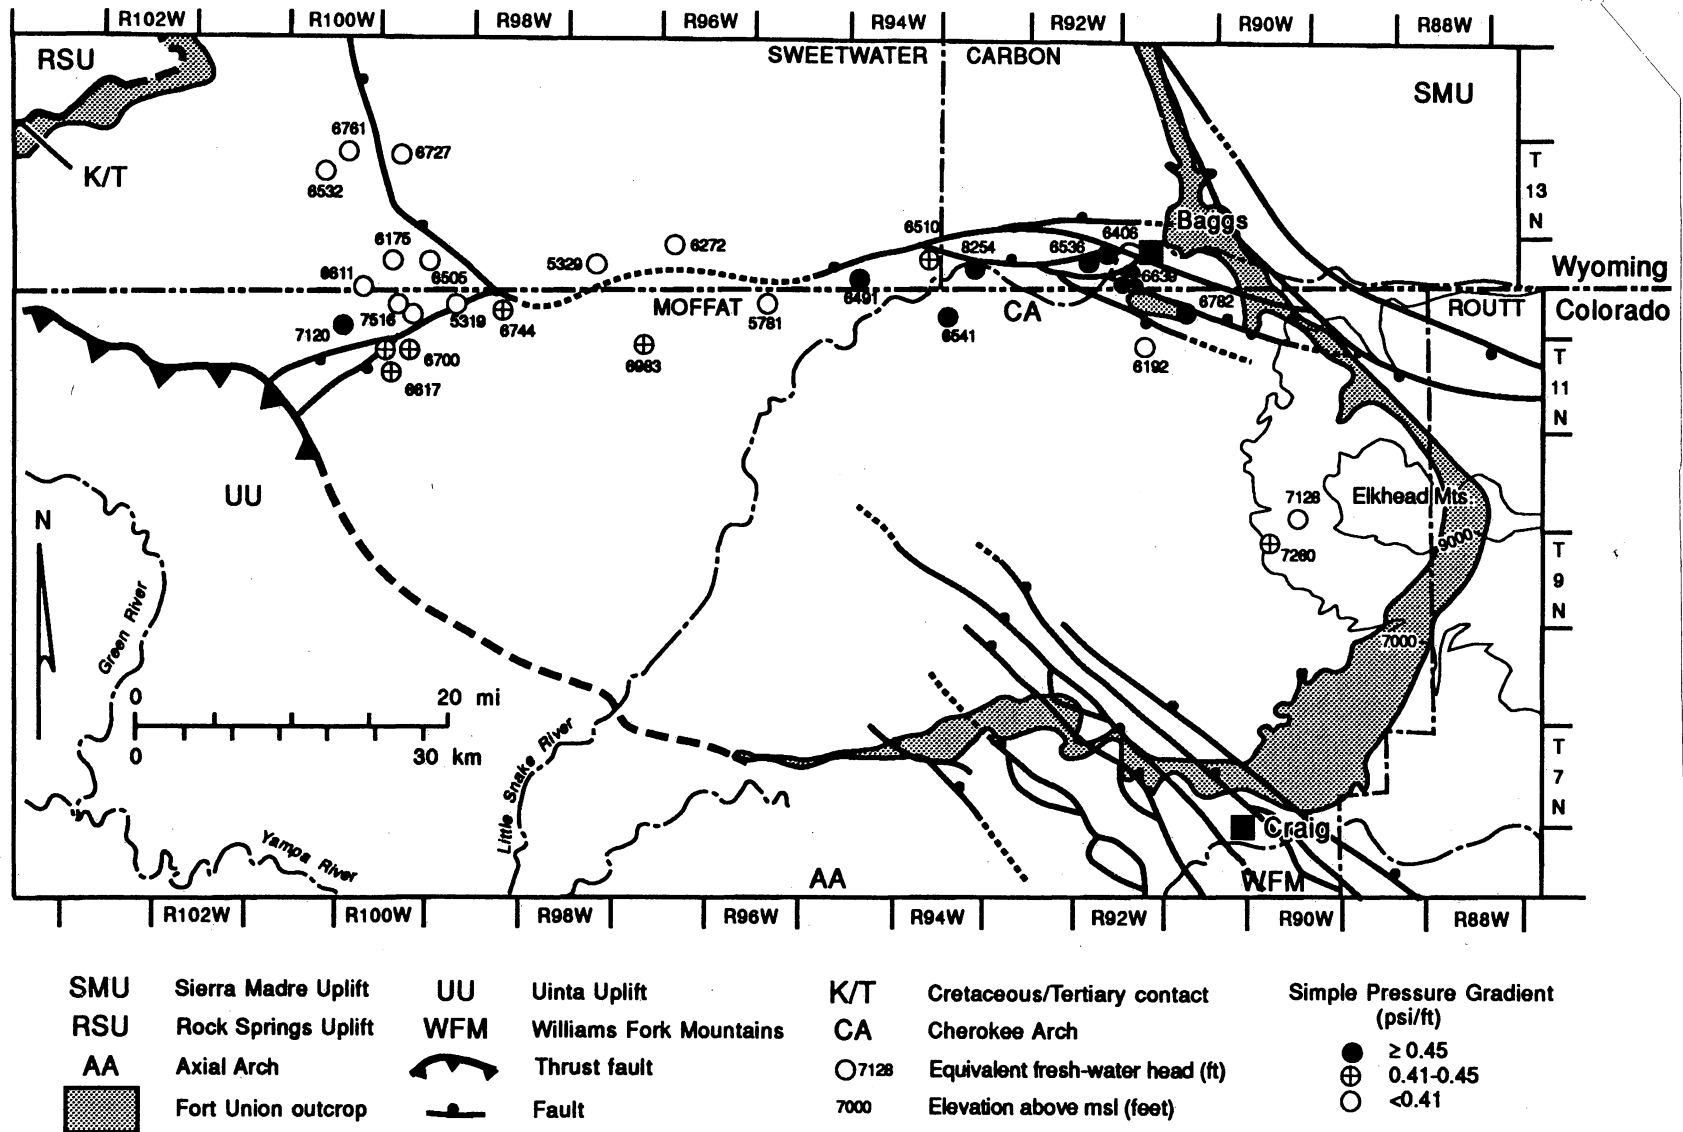 R102W R100W R98W R96W R94W R92W R90W R88W
RSU
SWEETWATER CARBON
SMU
K/T
6761
6727
6532
T
13
N
6510
6406
Baggs
6175
6272
8254
6536
5329
6505
6611
6639
Wyoming
MOFFAT
CA
6782
ROUTT
Colorado
6491
7516
5319
6744
5781
6541
7120
6700
6983
6192
6617
T
11
N
UU
7128
Elkhead Mts.
N
9000
7260
T
9
N
Green River
7000
0 20 mi
0 30 km
Little Snake River
T
7
N
Craig
Yampa River
AA
WFM
R102W R100W R98W R96W R94W R92W R90W R88W
SMU Sierra Madre Uplift
RSU Rock Springs Uplift
AA Axial Arch
Fort Union outcrop
UU Uinta Uplift
WFM Williams Fork Mountains
Thrust fault
Fault
K/T Cretaceous/Tertiary contact
CA Cherokee Arch
7128 Equivalent fresh-water head (ft)
7000 Elevation above msl (feet)
Simple Pressure Gradient
(psi/ft)
≥ 0.45
0.41-0.45
<0.41